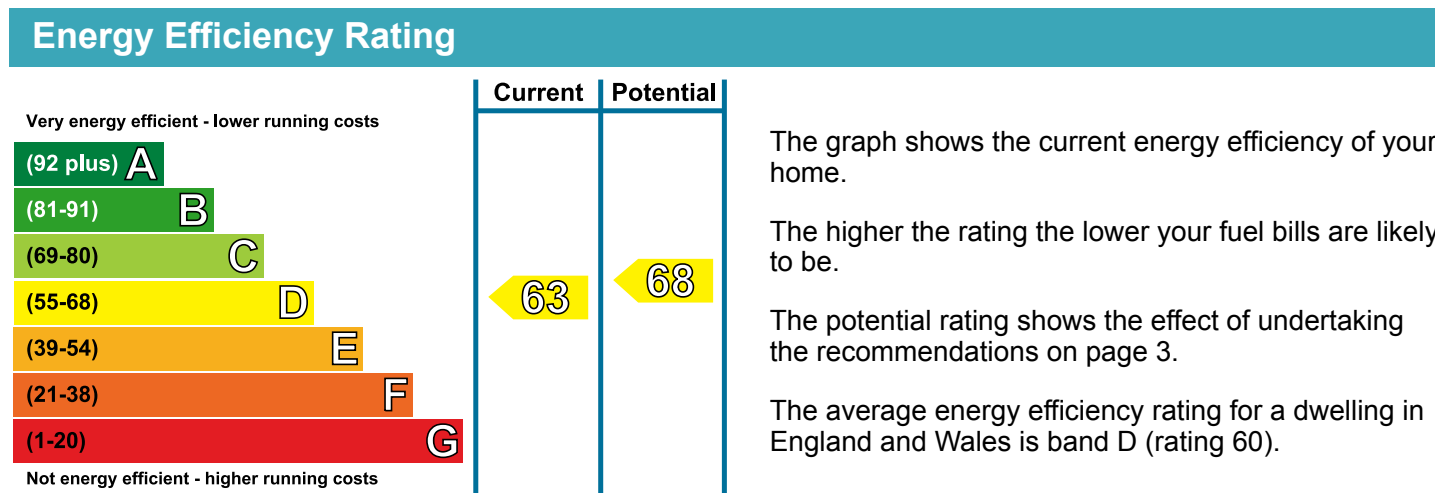 Energy Efficiency Rating
Current Potential
Very energy efficient - lower running costs
(92 plus) A
(81-91) B
(69-80) C
(55-68) D
(39-54) E
(21-38) F
(1-20) G
Not energy efficient - higher running costs
63
68
The graph shows the current energy efficiency of your
home.
The higher the rating the lower your fuel bills are likely
to be.
The potential rating shows the effect of undertaking
the recommendations on page 3.
The average energy efficiency rating for a dwelling in
England and Wales is band D (rating 60).